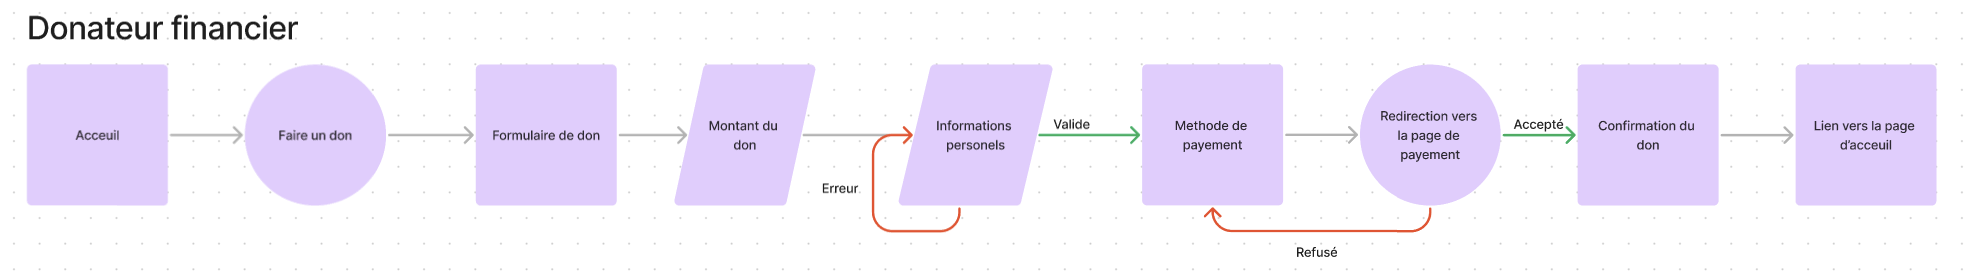 Donateur financier
Acceuil
Faire un don
Formulaire de don
Montant du
don
Erreur
Informations
personels
Valide
Methode de
payement
Redirection vers
la page de
payement
Refusé
Accepté
Confirmation du
don
Lien vers la page
d'acceuil